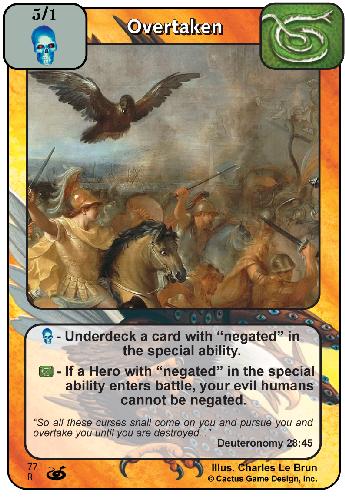 5/1
Overtaken
- Underdeck a card with “negated” in
the special ability.
- If a Hero with “negated” in the special
ability enters battle, your evil humans
cannot be negated.
"So all these curses shall come on you and pursue you and
overtake you until you are destroyed. . ."
Deuteronomy 28:45
77
R
Illus. Charles Le Brun
© Cactus Game Design, Inc.